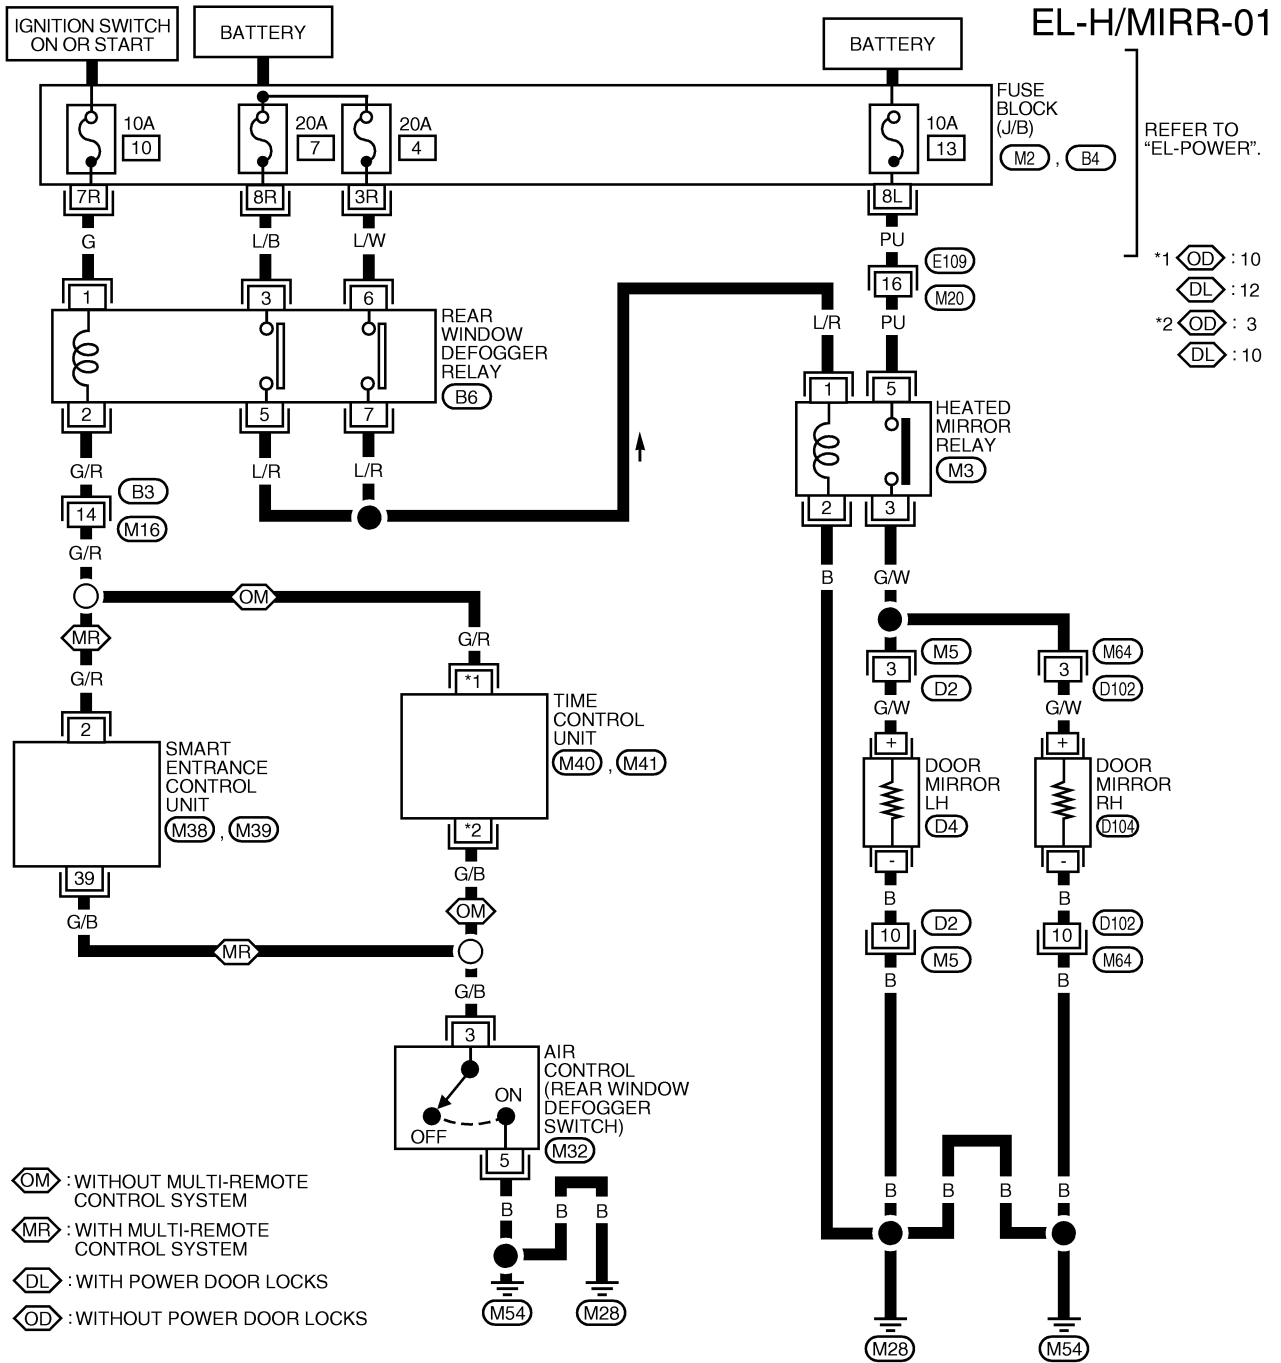 EL-H/MIRR-01
IGNITION SWITCH
ON OR START
BATTERY
BATTERY
10A
10
20A
7
20A
4
10A
13
FUSE
BLOCK
(J/B)
M2 , B4
REFER TO
“EL-POWER”.
7R
8R
3R
8L
G
L/B
L/W
PU
E109
16
M20
PU
*1 OD : 10
DL : 12
*2 OD : 3
DL : 10
1
3
6
REAR
WINDOW
DEFOGGER
RELAY
B6
2
5
7
L/R
1
5
HEATED
MIRROR
RELAY
M3
2
3
G/R
L/R
L/R
B3
14
M16
G/R
OM
MR
G/R
G/R
B
G/W
M5
3
D2
G/W
M64
3
D102
G/W
*1
TIME
CONTROL
UNIT
M40 , M41
*2
2
SMART
ENTRANCE
CONTROL
UNIT
M38 , M39
39
+
DOOR
MIRROR
LH
D4
-
+
DOOR
MIRROR
RH
D104
-
G/B
OM
G/B
MR
G/B
B
D2
10
M5
B
B
D102
10
M64
B
3
AIR
CONTROL
(REAR WINDOW
DEFOGGER
SWITCH)
M32
ON
OFF
5
B
B
B
B
B
B
B
M54
M28
M28
M54
OM : WITHOUT MULTI-REMOTE
CONTROL SYSTEM
MR : WITH MULTI-REMOTE
CONTROL SYSTEM
DL : WITH POWER DOOR LOCKS
OD : WITHOUT POWER DOOR LOCKS